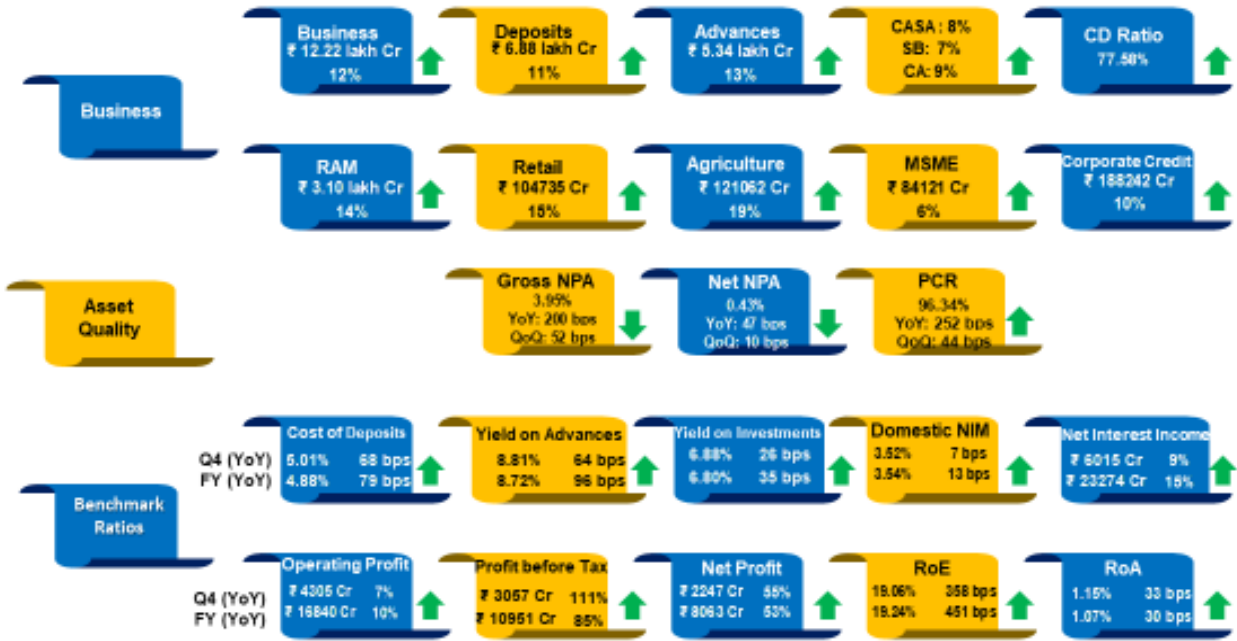 Business
Business
₹ 12.22 lakh Cr
12%
Deposits
₹ 6.88 lakh Cr
11%
Advances
₹ 5.34 lakh Cr
13%
CASA: 8%
SB: 7%
CA: 9%
CD Ratio
77.58%
RAM
₹ 3.10 lakh Cr
14%
Retail
₹ 104735 Cr
15%
Agriculture
₹ 121062 Cr
19%
MSME
₹ 84121 Cr
6%
Corporate Credit
₹ 188242 Cr
10%
Asset
Quality
Gross NPA
3.95%
YoY: 200 bps
QoQ: 52 bps
Net NPA
0.43%
YoY: 47 bps
QoQ: 10 bps
PCR
96.34%
YoY: 252 bps
QoQ: 44 bps
Benchmark
Ratios
Q4 (YoY)
FY (YoY)
Cost of Deposits
5.01% 68 bps
4.88% 79 bps
Yield on Advances
8.81% 64 bps
8.72% 96 bps
Yield on Investments
6.88% 26 bps
6.80% 35 bps
Domestic NIM
3.52% 7 bps
3.54% 13 bps
Net Interest Income
₹ 6015 Cr 9%
₹ 23274 Cr 15%
Q4 (YoY)
FY (YoY)
Operating Profit
₹ 4305 Cr 7%
₹ 16840 Cr 10%
Profit before Tax
₹ 3057 Cr 111%
₹ 10951 Cr 85%
Net Profit
₹ 2247 Cr 55%
₹ 8063 Cr 53%
RoE
19.06% 358 bps
19.24% 451 bps
RoA
1.15% 33 bps
1.07% 30 bps